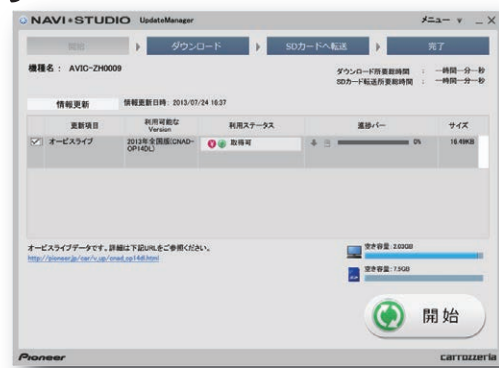 NAVI*STUDIO UpdateManager
メニュー ▼ _ X
開始 ダウンロード SDカードへ転送 完了
機種名： AVIC-ZH0009
ダウンロード所要総時間 ： --時間--分--秒
SDカード転送所要総時間 ： --時間--分--秒
情報更新 情報更新日時: 2013/07/24 16:37
更新項目 利用可能なVersion 利用ステータス 進捗バー サイズ
オービスライブ 2013年 全国版(CNAD-OP14DL) 取得可 0% 16.49KB
オービスライブデータです。詳細は下記URLをご参照ください。
http://pioneer.jp/car/v_up/cnad_op14dl.html
空き容量: 2.03GB
空き容量: 7.5GB
開始
Pioneer carrozzeria